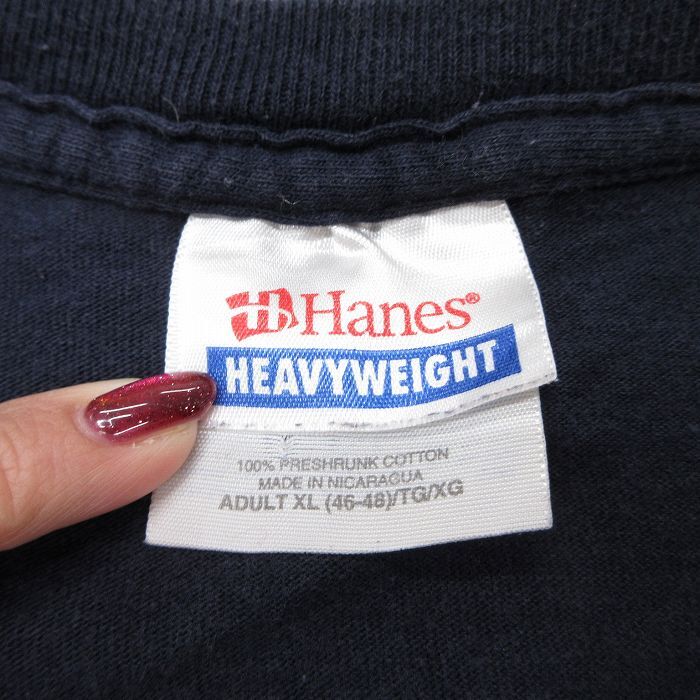 Hanes®
HEAVYWEIGHT
100% PRESHRUNK COTTON
MADE IN NICARAGUA
ADULT XL (46-48)/TG/XG